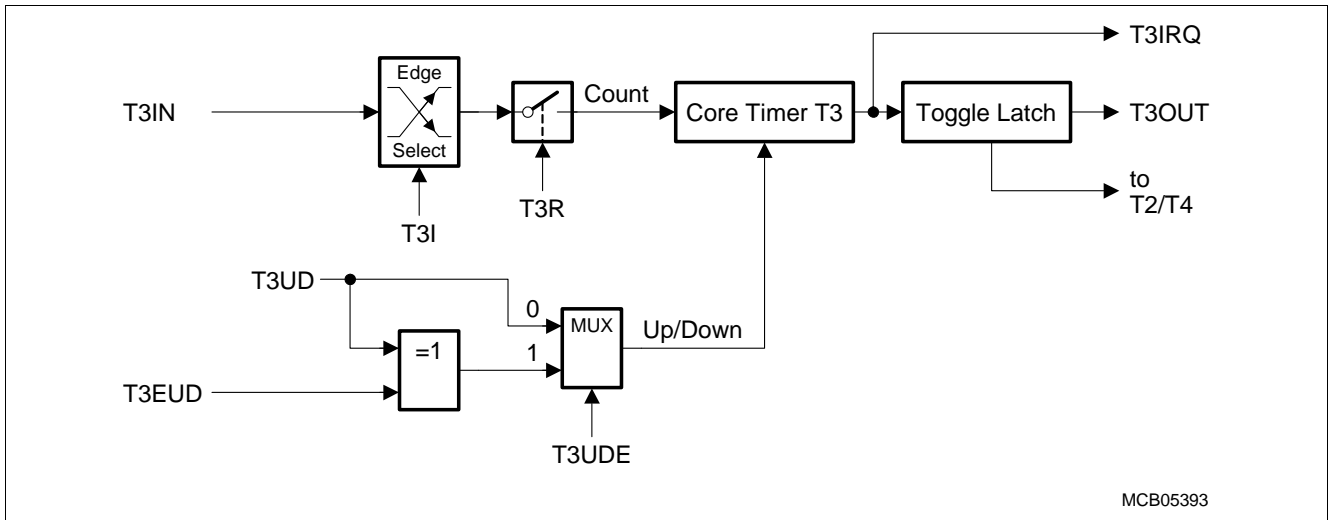 T3IRQ
Edge
Select
T3IN
Count
Core Timer T3
Toggle Latch
T3OUT
to
T2/T4
T3R
T3I
T3UD
0
MUX
Up/Down
=1
1
T3EUD
T3UDE
MCB05393